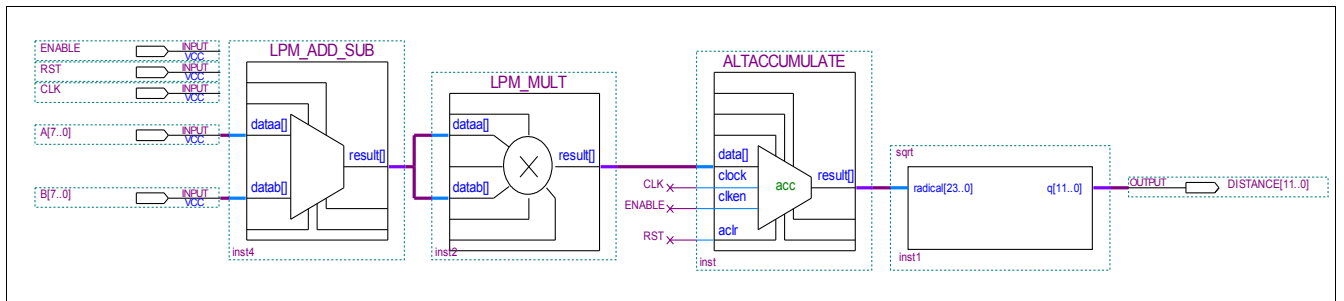 ENABLE INPUT
VCC
RST INPUT
VCC
CLK INPUT
VCC
A[7..0] INPUT
VCC
B[7..0] INPUT
VCC
LPM_ADD_SUB
dataa[]
result[]
datab[]
inst4
LPM_MULT
dataa[]
result[]
datab[]
inst2
ALTACCUMULATE
data[]
clock
clken
aclr
acc
result[]
inst
CLK
ENABLE
RST
sqrt
radical[23..0] q[11..0]
inst1
OUTPUT DISTANCE[11..0]